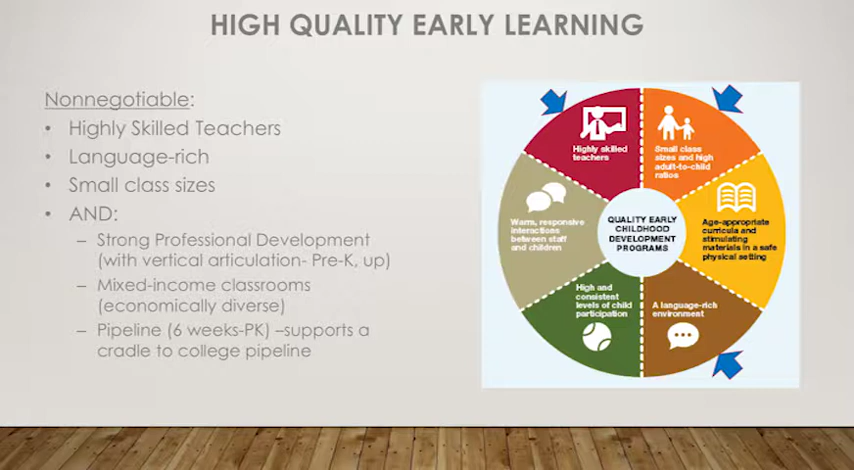 HIGH QUALITY EARLY LEARNING
Nonnegotiable:
• Highly Skilled Teachers
• Language-rich
• Small class sizes
• AND:
– Strong Professional Development
(with vertical articulation- Pre-K, up)
– Mixed-income classrooms
(economically diverse)
– Pipeline (6 weeks-PK) –supports a
cradle to college pipeline
Highly skilled
teachers
Small class
sizes and high
adult-to-child
ratios
Warm, responsive
interactions
between staff
and children
QUALITY EARLY
CHILDHOOD
DEVELOPMENT
PROGRAMS
Age-appropriate
curricula and
stimulating
materials in a safe
physical setting
High and
consistent
levels of child
participation
A language-rich
environment